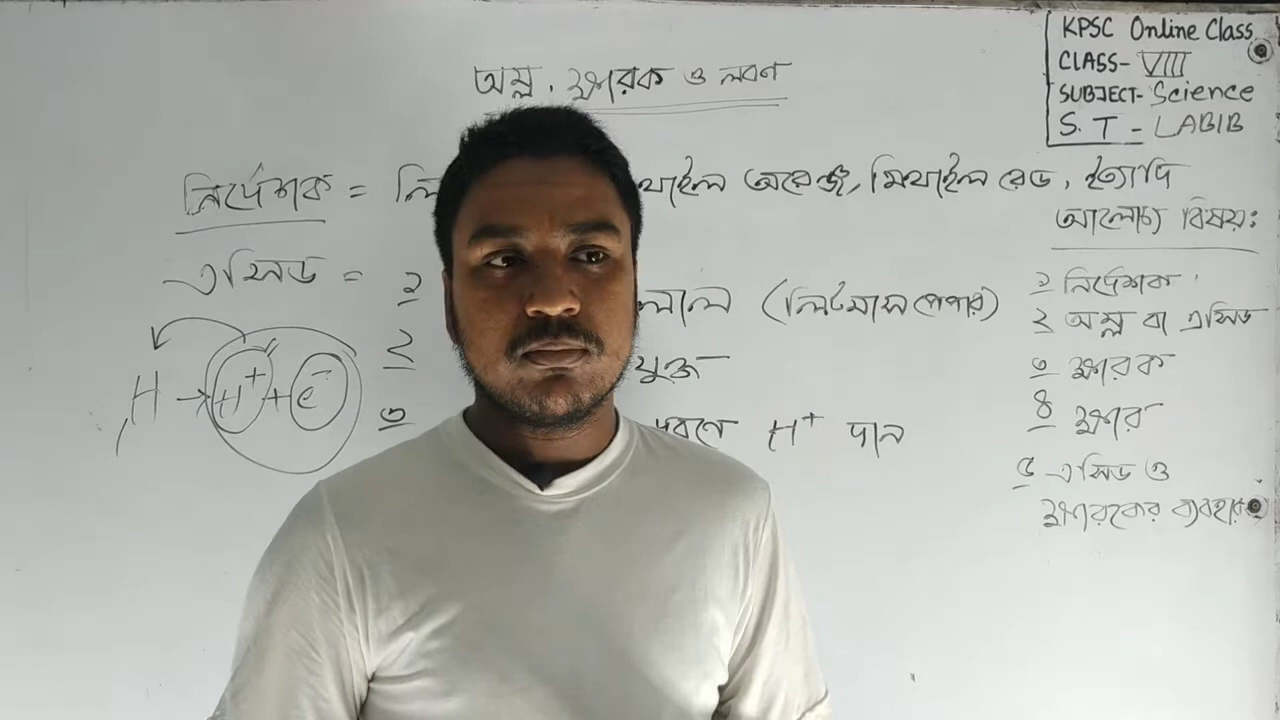 KPSC Online Class
CLASS- VIII
SUBJECT- Science
S. T - LABIB
অম্ল, ক্ষারক ও লবণ
নির্দেশক = লি থাইল অরেঞ্জ, মিথাইল রেড, ইত্যাদি
এসিড = ১ লাল (লিটমাস পেপার)
২ যুক্ত
H → H⁺ + e⁻
৩ দ্রবণে H⁺ দান
আলোচ্য বিষয়:
১ নির্দেশক
২ অম্ল বা এসিড
৩ ক্ষারক
৪ ক্ষার
৫ এসিড ও
ক্ষারকের ব্যবহার